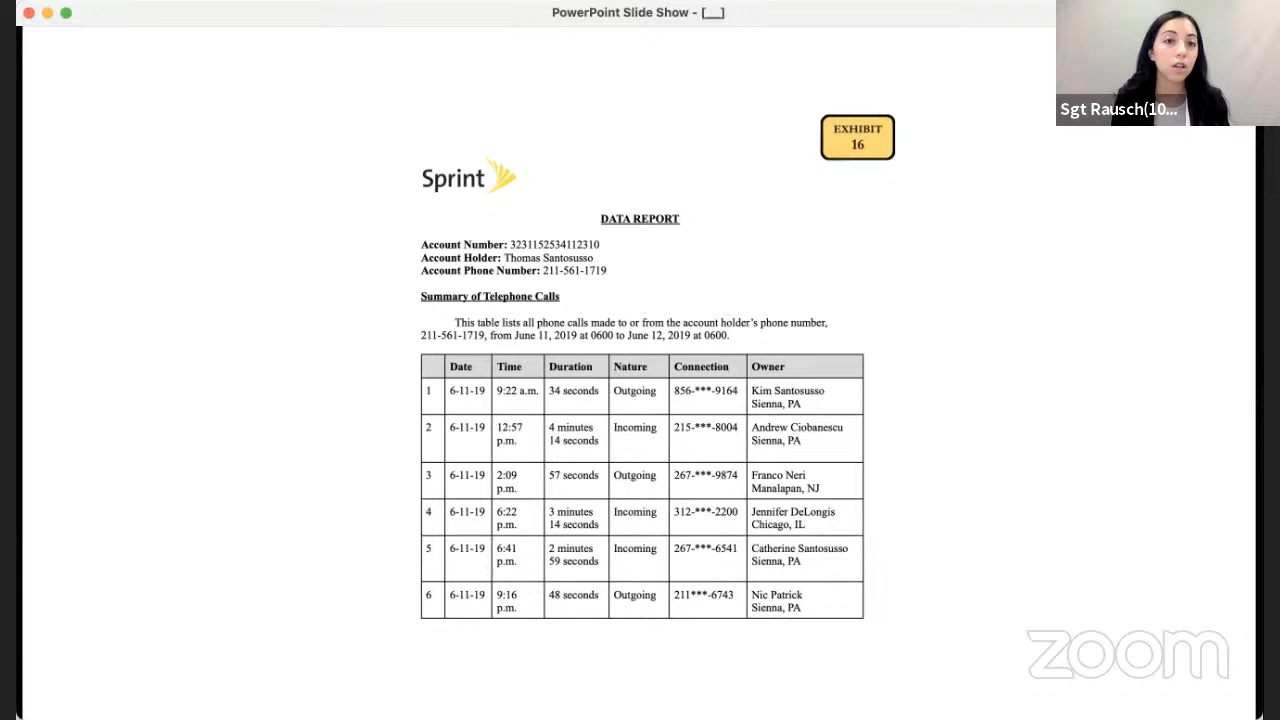 PowerPoint Slide Show - [__]
Sgt Rausch(10...
EXHIBIT
16
Sprint
DATA REPORT
Account Number: 3231152534112310
Account Holder: Thomas Santosusso
Account Phone Number: 211-561-1719
Summary of Telephone Calls
This table lists all phone calls made to or from the account holder's phone number,
211-561-1719, from June 11, 2019 at 0600 to June 12, 2019 at 0600.
Date Time Duration Nature Connection Owner
1 6-11-19 9:22 a.m. 34 seconds Outgoing 856-***-9164 Kim Santosusso
Sienna, PA
2 6-11-19 12:57 4 minutes Incoming 215-***-8004 Andrew Ciobanescu
p.m. 14 seconds Sienna, PA
3 6-11-19 2:09 57 seconds Outgoing 267-***-9874 Franco Neri
p.m. Manalapan, NJ
4 6-11-19 6:22 3 minutes Incoming 312-***-2200 Jennifer DeLongis
p.m. 14 seconds Chicago, IL
5 6-11-19 6:41 2 minutes Incoming 267-***-6541 Catherine Santosusso
p.m. 59 seconds Sienna, PA
6 6-11-19 9:16 48 seconds Outgoing 211***-6743 Nic Patrick
p.m. Sienna, PA
zoom